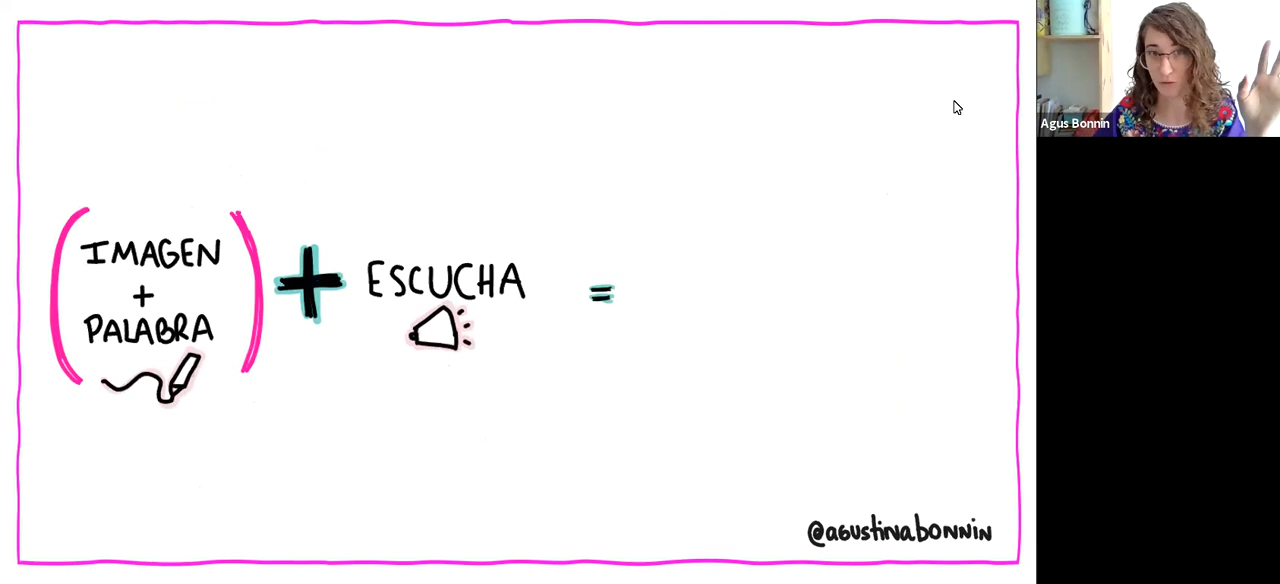 IMAGEN
+
PALABRA
+ ESCUCHA =
@agustinabonnin
Agus Bonnin